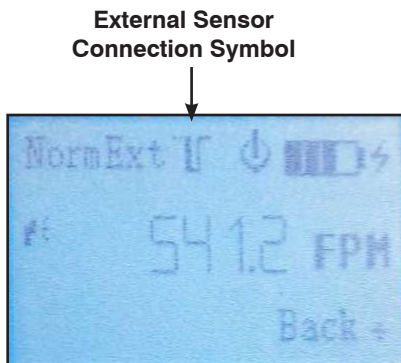 External Sensor
Connection Symbol
NormExt
541.2 FPM
Back